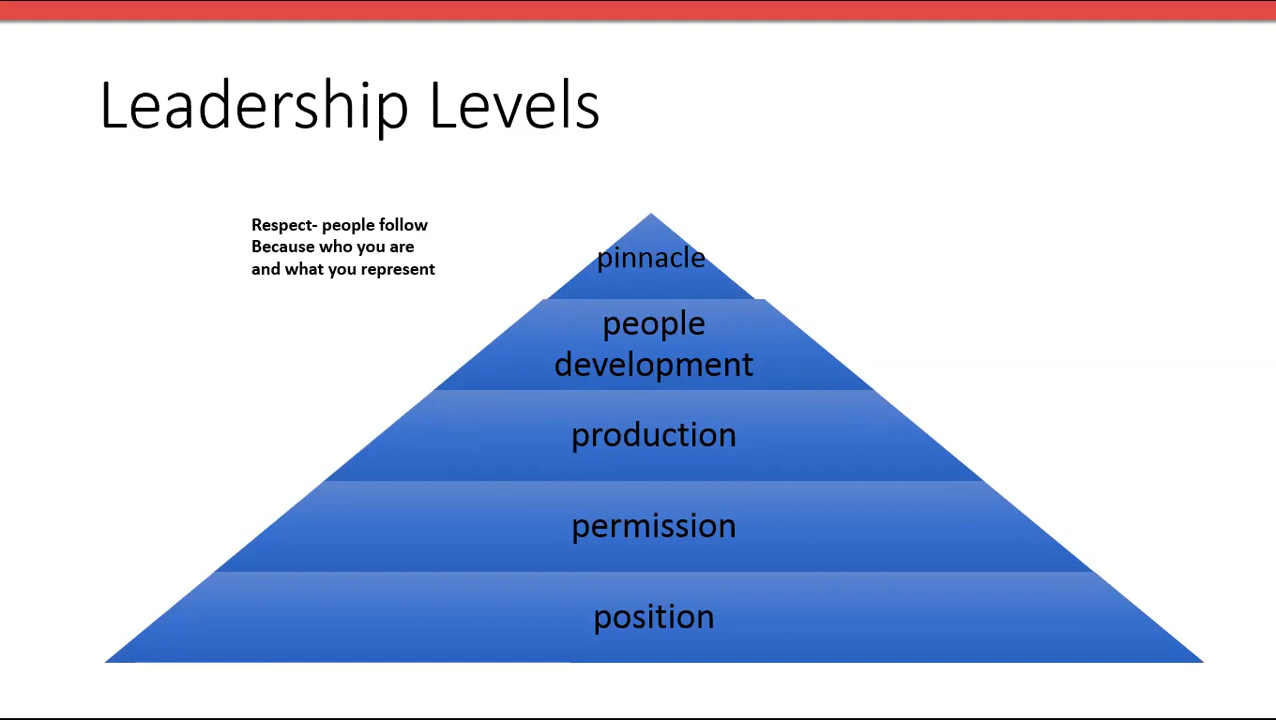 Leadership Levels
Respect- people follow
Because who you are
and what you represent
pinnacle
people
development
production
permission
position